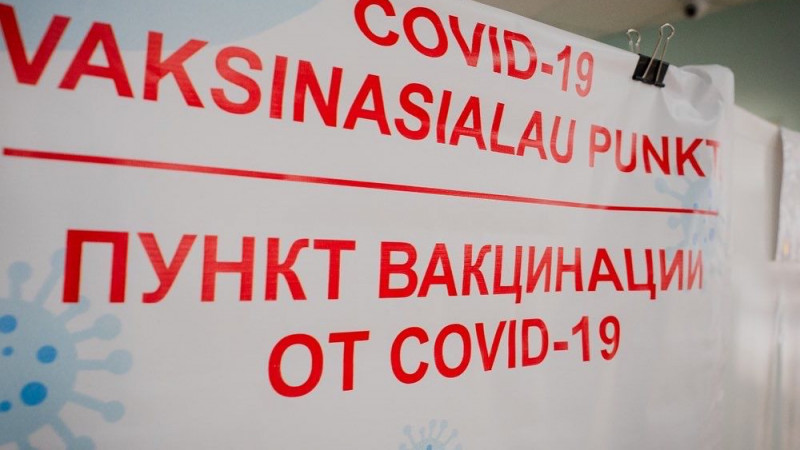 COVID-19
VAKSINASIALAU PUNKT
ПУНКТ ВАКЦИНАЦИИ
ОТ COVID-19